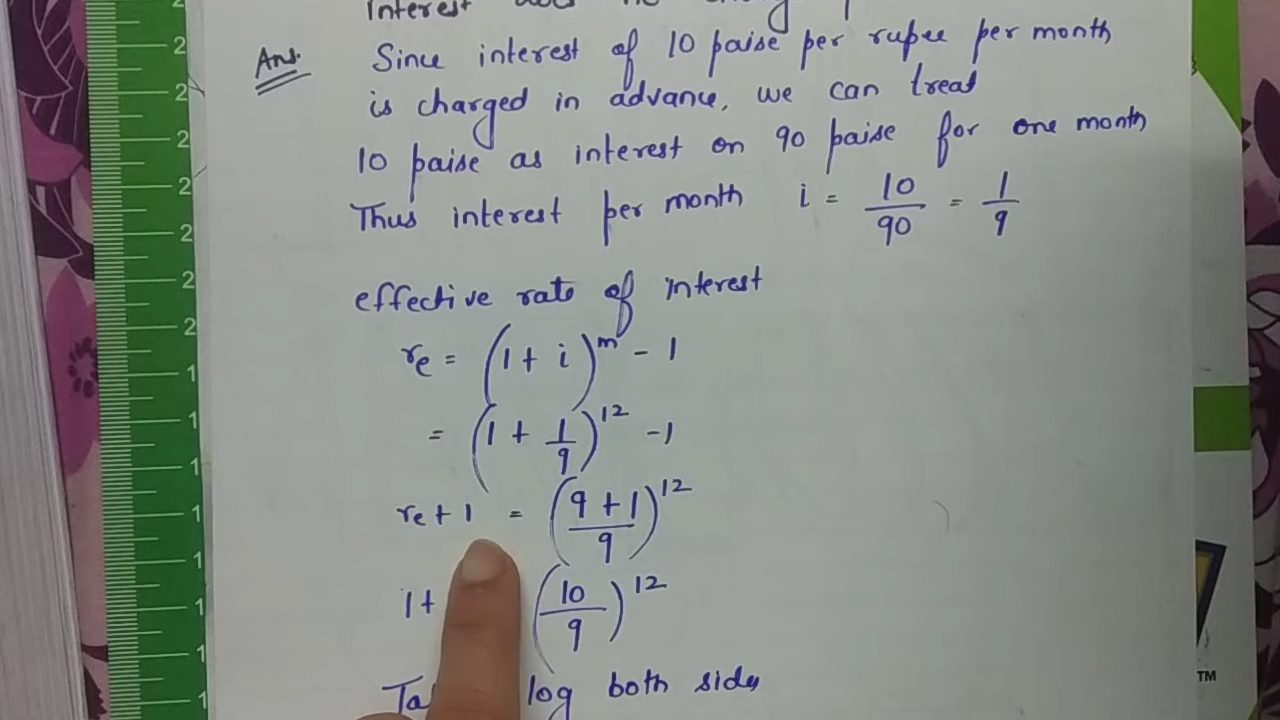 Interest
Ans. Since interest of 10 paise per rupee per month
is charged in advance, we can treat
10 paise as interest on 90 paise for one month
Thus interest per month i = 10/90 = 1/9
effective rate of interest
re = (1 + i)^m - 1
= (1 + 1/9)^12 - 1
re + 1 = ((9 + 1)/9)^12
1 + (10/9)^12
log both sides
TM